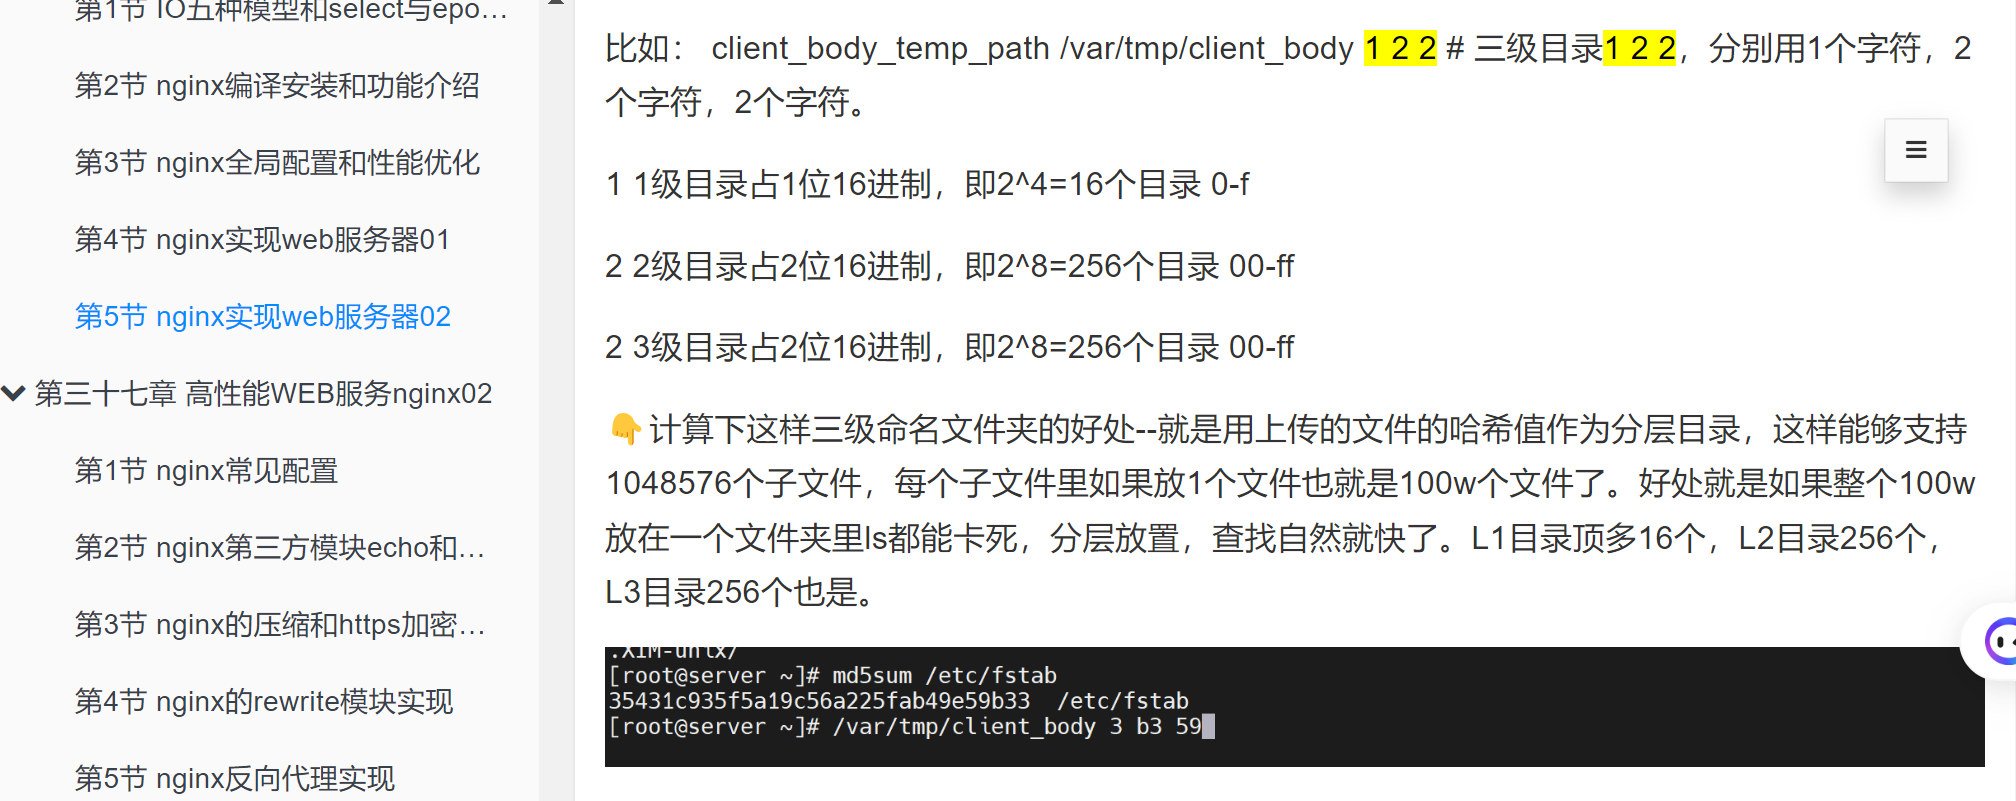 第1节 IO五种模型和select与epo…
第2节 nginx编译安装和功能介绍
第3节 nginx全局配置和性能优化
第4节 nginx实现web服务器01
第5节 nginx实现web服务器02
第三十七章 高性能WEB服务nginx02
第1节 nginx常见配置
第2节 nginx第三方模块echo和…
第3节 nginx的压缩和https加密…
第4节 nginx的rewrite模块实现
第5节 nginx反向代理实现
比如： client_body_temp_path /var/tmp/client_body 1 2 2 # 三级目录1 2 2，分别用1个字符，2
个字符，2个字符。
1 1级目录占1位16进制，即2^4=16个目录 0-f
2 2级目录占2位16进制，即2^8=256个目录 00-ff
2 3级目录占2位16进制，即2^8=256个目录 00-ff
👇计算下这样三级命名文件夹的好处--就是用上传的文件的哈希值作为分层目录，这样能够支持
1048576个子文件，每个子文件里如果放1个文件也就是100w个文件了。好处就是如果整个100w
放在一个文件夹里ls都能卡死，分层放置，查找自然就快了。L1目录顶多16个，L2目录256个，
L3目录256个也是。
.XIM-unix/
[root@server ~]# md5sum /etc/fstab
35431c935f5a19c56a225fab49e59b33  /etc/fstab
[root@server ~]# /var/tmp/client_body 3 b3 59